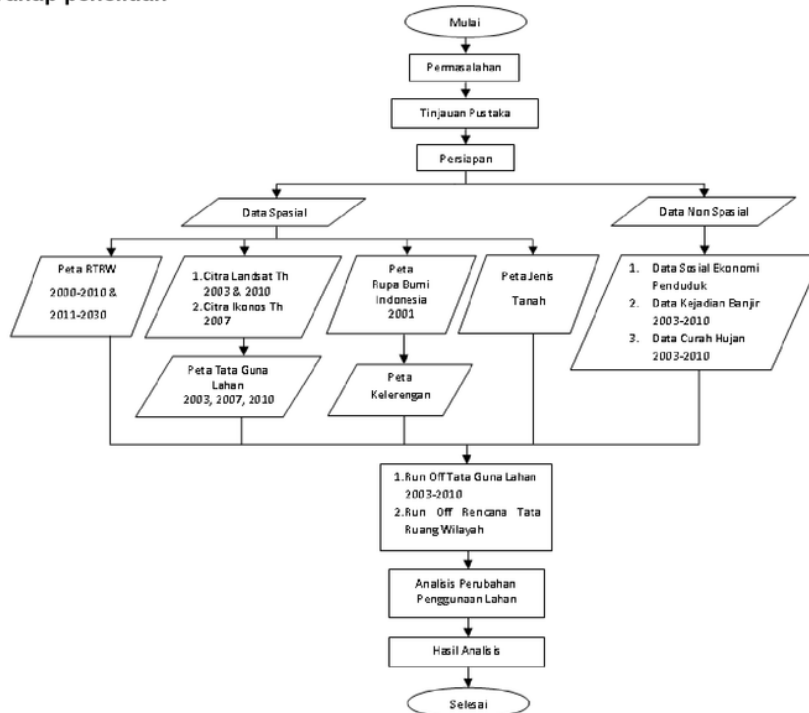 penelitian
Mulai
Permasalahan
Tinjauan Pustaka
Persiapan
Data Spasial
Data Non Spasial
Peta RTRW
2000-2010 &
2011-2030
1.Citra Landsat Th
2003 & 2010
2.Citra Ikonos Th
2007
Peta
Rupa Bumi
Indonesia
2001
Peta Jenis
Tanah
1. Data Sosial Ekonomi
Penduduk
2. Data Kejadian Banjir
2003-2010
3. Data Curah Hujan
2003-2010
Peta Tata Guna
Lahan
2003, 2007, 2010
Peta
Kelerengan
1.Run Off Tata Guna Lahan
2003-2010
2.Run Off Rencana Tata
Ruang Wilayah
Analisis Perubahan
Penggunaan Lahan
Hasil Analisis
Selesai